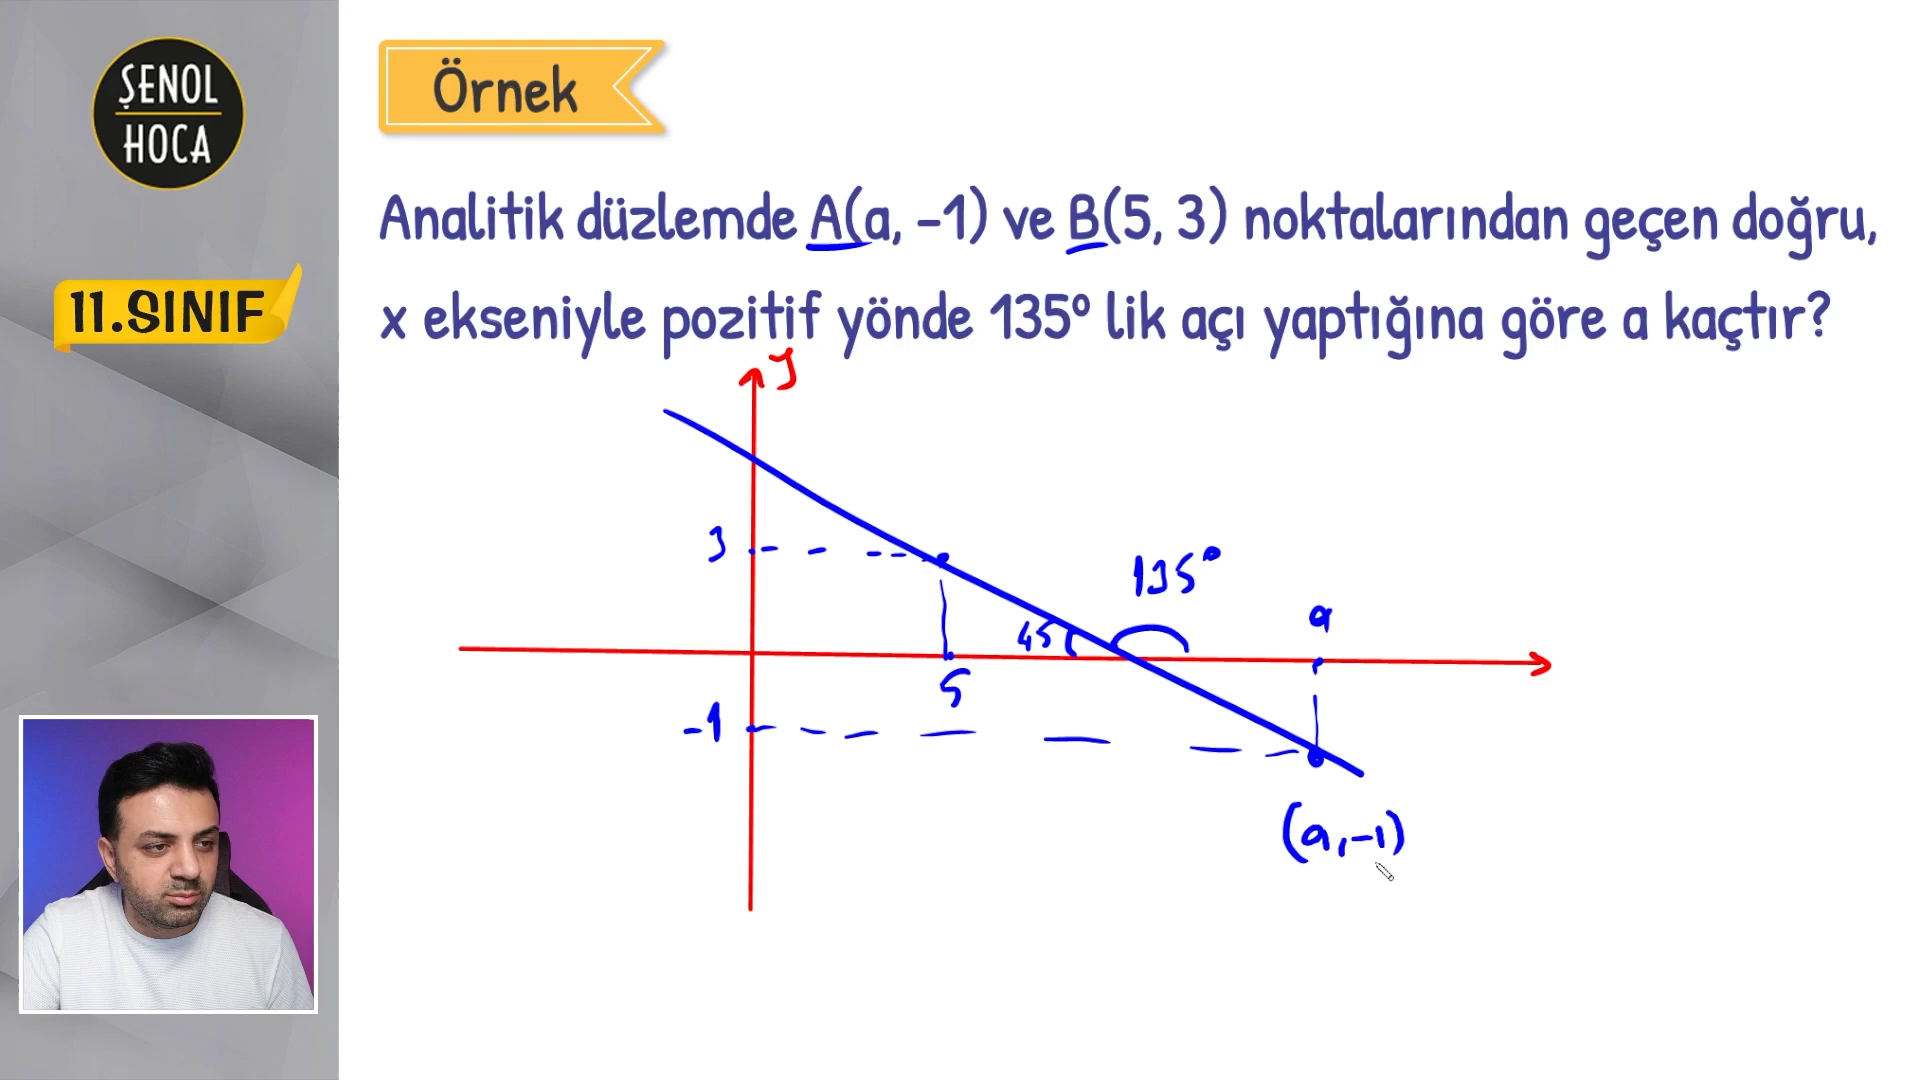 ŞENOL
HOCA
11.SINIF
Örnek
Analitik düzlemde A(a, -1) ve B(5, 3) noktalarından geçen doğru,
x ekseniyle pozitif yönde 135° lik açı yaptığına göre a kaçtır?
y
3
135°
45
a
5
-1
(a, -1)